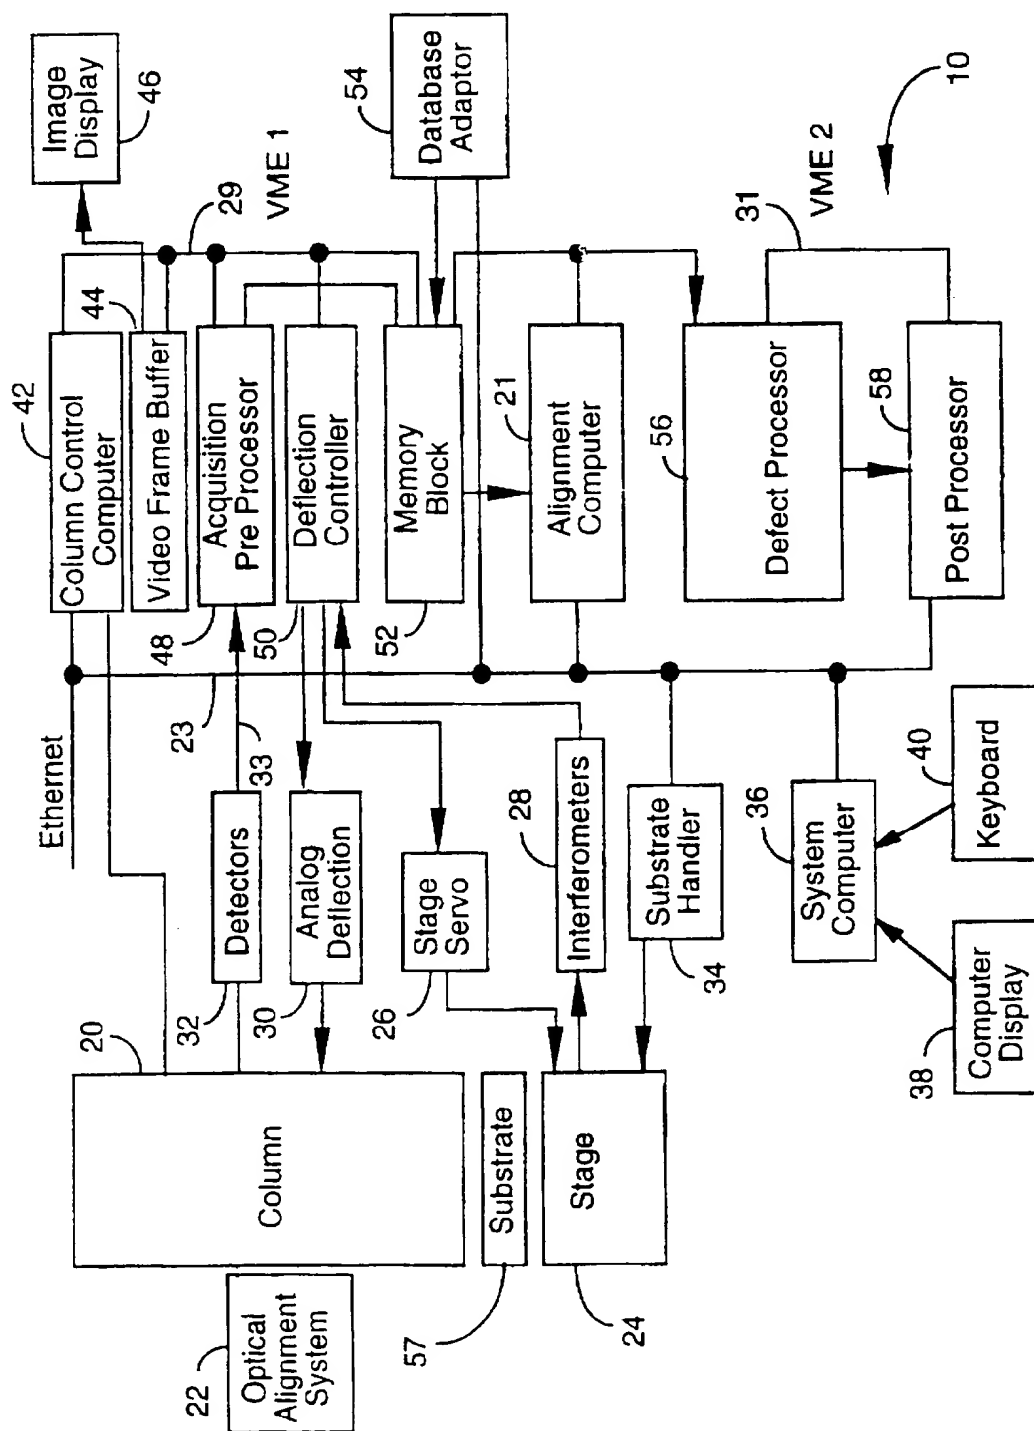 22
Optical
Alignment
System
20
Column
57
Substrate
24
Stage
32
Detectors
33
30
Analog
Deflection
26
Stage
Servo
28
Interferometers
34
Substrate
Handler
36
System
Computer
38
Computer
Display
40
Keyboard
Ethernet
23
42
Column Control
Computer
44
Video Frame Buffer
48
Acquisition
Pre Processor
50
Deflection
Controller
52
Memory
Block
21
Alignment
Computer
56
Defect Processor
58
Post Processor
46
Image
Display
29
VME 1
54
Database
Adaptor
31
VME 2
10